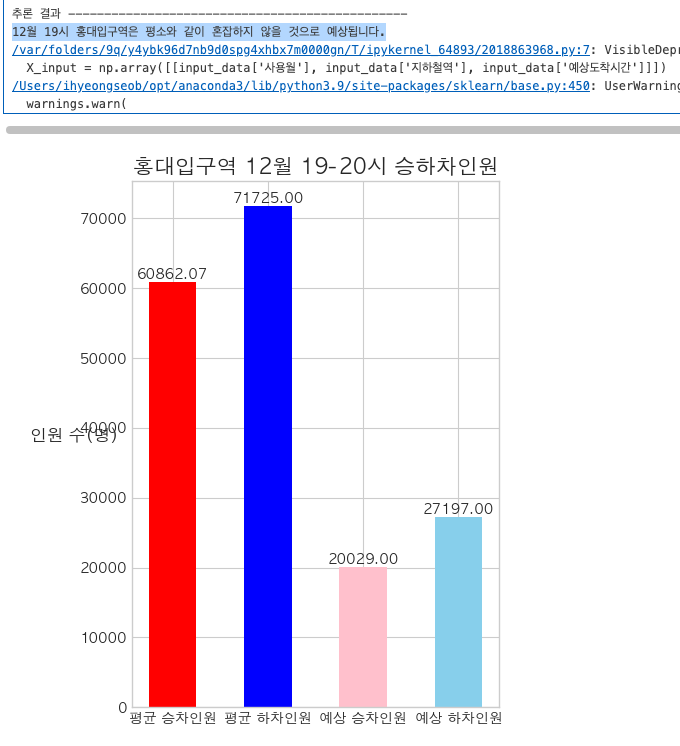 추론 결과 -----------------------------------------------
12월 19시 홍대입구역은 평소와 같이 혼잡하지 않을 것으로 예상됩니다.
/var/folders/9q/y4ybk96d7nb9d0spg4xhbx7m0000gn/T/ipykernel_64893/2018863968.py:7: VisibleDepr
X_input = np.array([[input_data['사용월'], input_data['지하철역'], input_data['예상도착시간']]])
/Users/ihyeongseob/opt/anaconda3/lib/python3.9/site-packages/sklearn/base.py:450: UserWarning
warnings.warn(
홍대입구역 12월 19-20시 승하차인원
71725.00
70000
60862.07
60000
50000
40000
인원 수(명)
30000
27197.00
20029.00
20000
10000
0
평균 승차인원 평균 하차인원 예상 승차인원 예상 하차인원